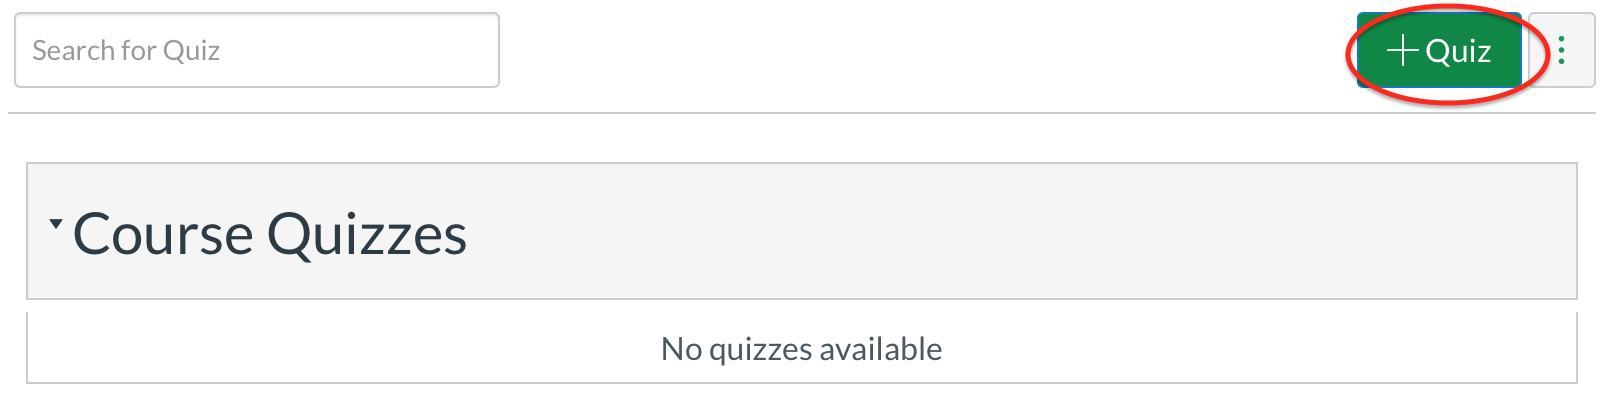 Search for Quiz
+ Quiz
Course Quizzes
No quizzes available